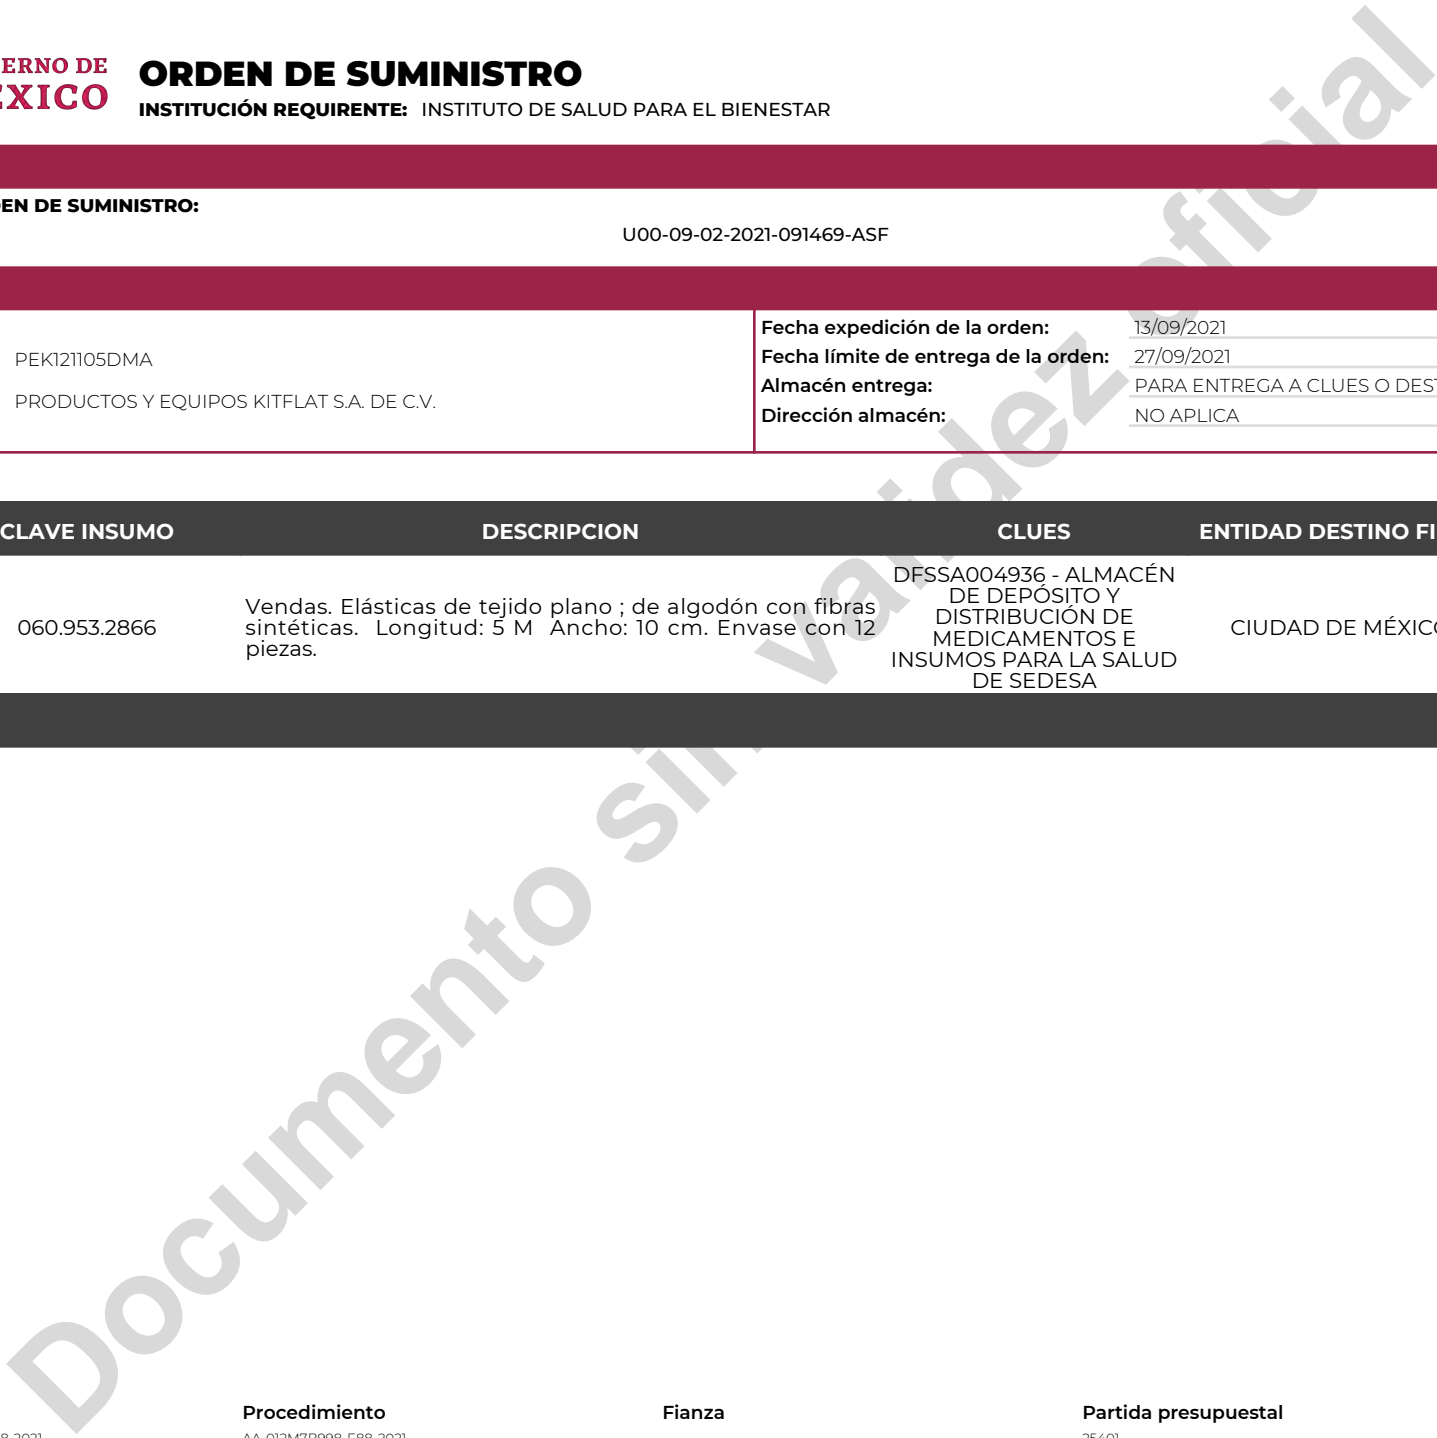 ERNO DE
ORDEN DE SUMINISTRO
INSTITUCIÓN REQUIRENTE: INSTITUTO DE SALUD PARA EL BIENESTAR
EN DE SUMINISTRO:
U00-09-02-2021-091469-ASF
PEK121105DMA
PRODUCTOS Y EQUIPOS KITFLAT S.A. DE C.V.
Fecha expedición de la orden: 13/09/2021
Fecha límite de entrega de la orden: 27/09/2021
Almacén entrega: PARA ENTREGA A CLUES O DES
Dirección almacén: NO APLICA
CLAVE INSUMO DESCRIPCION CLUES ENTIDAD DESTINO FI
060.953.2866
Vendas. Elásticas de tejido plano ; de algodón con fibras
sintéticas. Longitud: 5 M Ancho: 10 cm. Envase con 12
piezas.
DFSSA004936 - ALMACÉN
DE DEPÓSITO Y
DISTRIBUCIÓN DE
MEDICAMENTOS E
INSUMOS PARA LA SALUD
DE SEDESA
CIUDAD DE MÉXICO
Documento sin validez oficial
Procedimiento Fianza Partida presupuestal